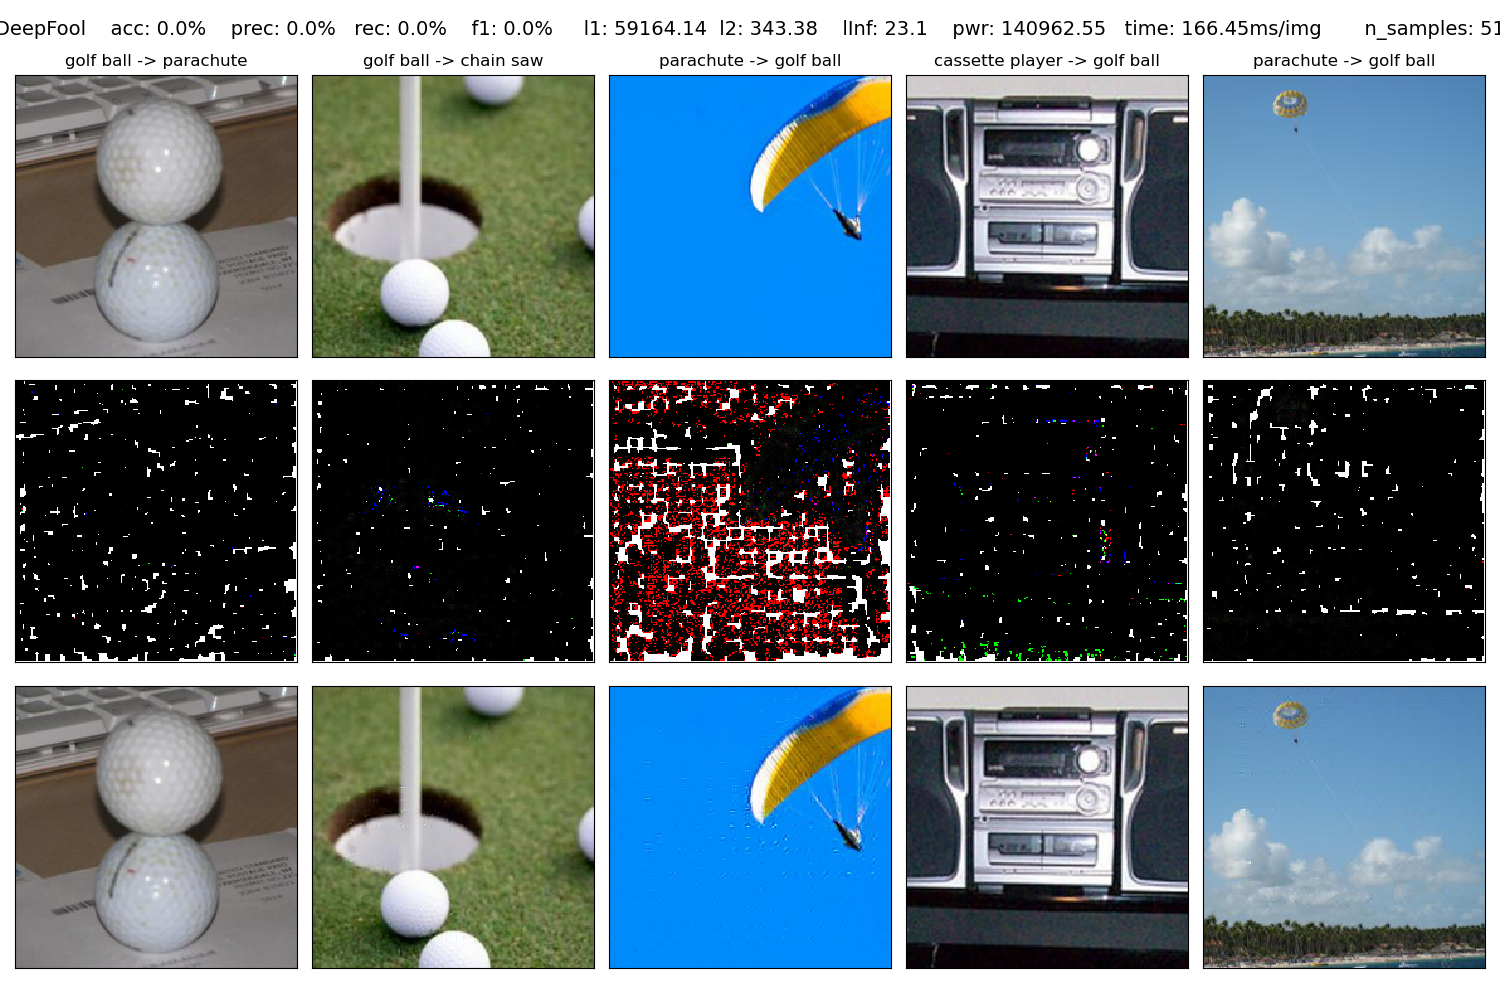 DeepFool acc: 0.0% prec: 0.0% rec: 0.0% f1: 0.0% l1: 59164.14 l2: 343.38 lInf: 23.1 pwr: 140962.55 time: 166.45ms/img n_samples: 51
golf ball -> parachute
golf ball -> chain saw
parachute -> golf ball
cassette player -> golf ball
parachute -> golf ball